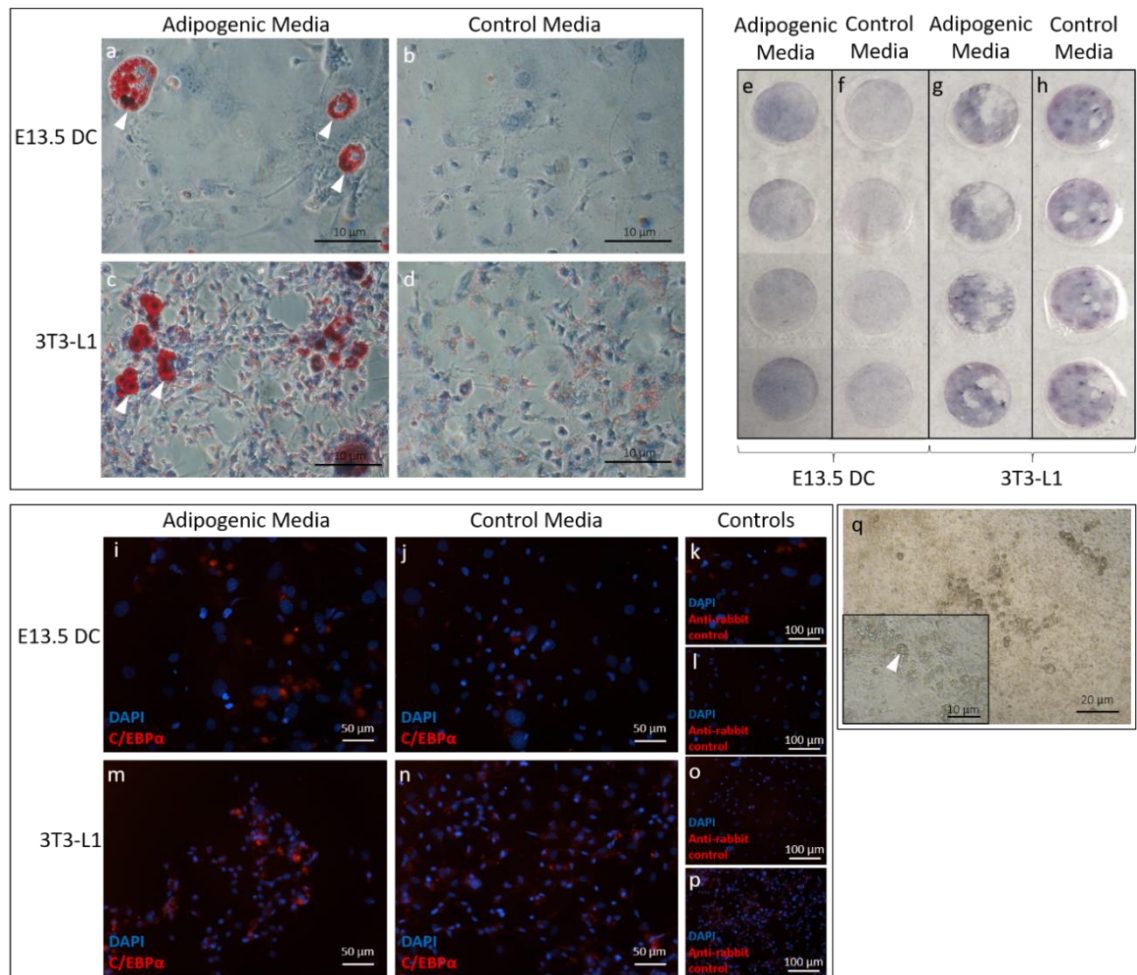 Adipogenic Media
Control Media
E13.5 DC
a
10 µm
b
10 µm
3T3-L1
c
10 µm
d
10 µm
Adipogenic
Media
Control
Media
Adipogenic
Media
Control
Media
e
f
g
h
E13.5 DC
3T3-L1
Adipogenic Media
Control Media
Controls
E13.5 DC
i
DAPI
C/EBPα
50 µm
j
DAPI
C/EBPα
50 µm
k
DAPI
Anti-rabbit
control
100 µm
l
DAPI
Anti-rabbit
control
100 µm
3T3-L1
m
DAPI
C/EBPα
50 µm
n
DAPI
C/EBPα
50 µm
o
DAPI
Anti-rabbit
control
100 µm
p
DAPI
Anti-rabbit
control
100 µm
q
10 µm
20 µm